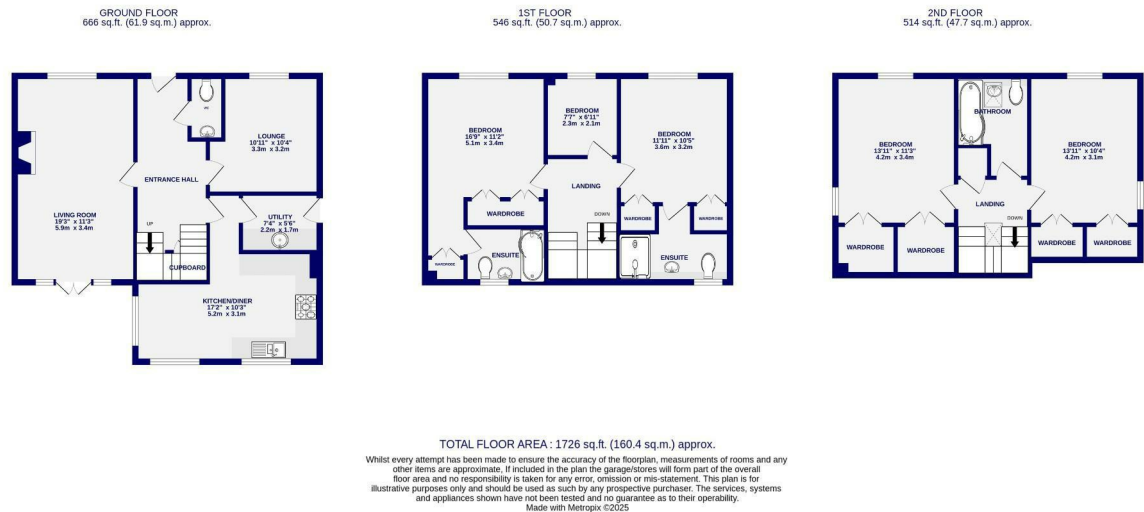 GROUND FLOOR
666 sq.ft. (61.9 sq.m.) approx.
1ST FLOOR
546 sq.ft. (50.7 sq.m.) approx.
2ND FLOOR
514 sq.ft. (47.7 sq.m.) approx.
LIVING ROOM
19'3" x 11'3"
5.9m x 3.4m
ENTRANCE HALL
UP
CUPBOARD
WC
LOUNGE
10'11" x 10'4"
3.3m x 3.2m
UTILITY
7'4" x 5'6"
2.2m x 1.7m
KITCHEN/DINER
17'2" x 10'3"
5.2m x 3.1m
BEDROOM
16'9" x 11'2"
5.1m x 3.4m
BEDROOM
7'7" x 6'11"
2.3m x 2.1m
BEDROOM
11'11" x 10'5"
3.6m x 3.2m
LANDING
DOWN
WARDROBE
WARDROBE
WARDROBE
WARDROBE
ENSUITE
ENSUITE
BATHROOM
BEDROOM
13'11" x 11'3"
4.2m x 3.4m
BEDROOM
13'11" x 10'4"
4.2m x 3.1m
LANDING
DOWN
WARDROBE
WARDROBE
WARDROBE
WARDROBE
TOTAL FLOOR AREA : 1726 sq.ft. (160.4 sq.m.) approx.
Whilst every attempt has been made to ensure the accuracy of the floorplan, measurements of rooms and any
other items are approximate, If included in the plan the garage/stores will form part of the overall
floor area and no responsibility is taken for any error, omission or mis-statement. This plan is for
illustrative purposes only and should be used as such by any prospective purchaser. The services, systems
and appliances shown have not been tested and no guarantee as to their operability.
Made with Metropix ©2025